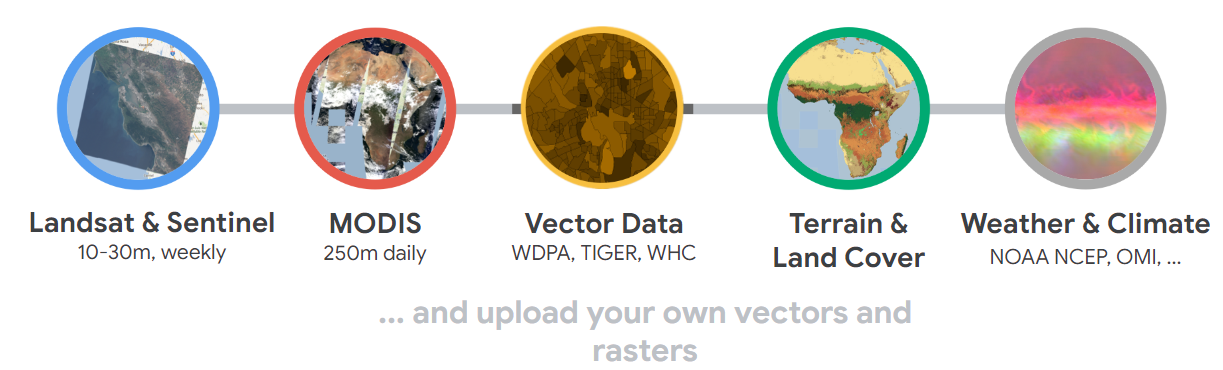 Landsat & Sentinel
10-30m, weekly
MODIS
250m daily
Vector Data
WDPA, TIGER, WHC
Terrain &
Land Cover
Weather & Climate
NOAA NCEP, OMI, ...
... and upload your own vectors and
rasters